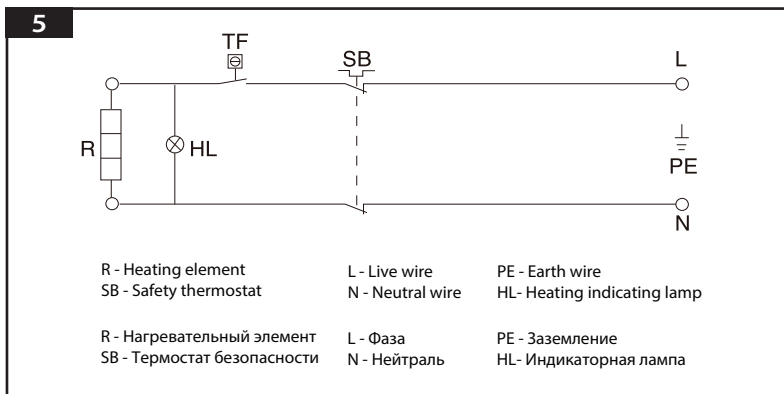 5
TF
SB
L
R
HL
PE
N
R - Heating element
SB - Safety thermostat
L - Live wire
N - Neutral wire
PE - Earth wire
HL- Heating indicating lamp
R - Нагревательный элемент
SB - Термостат безопасности
L - Фаза
N - Нейтраль
PE - Заземление
HL- Индикаторная лампа